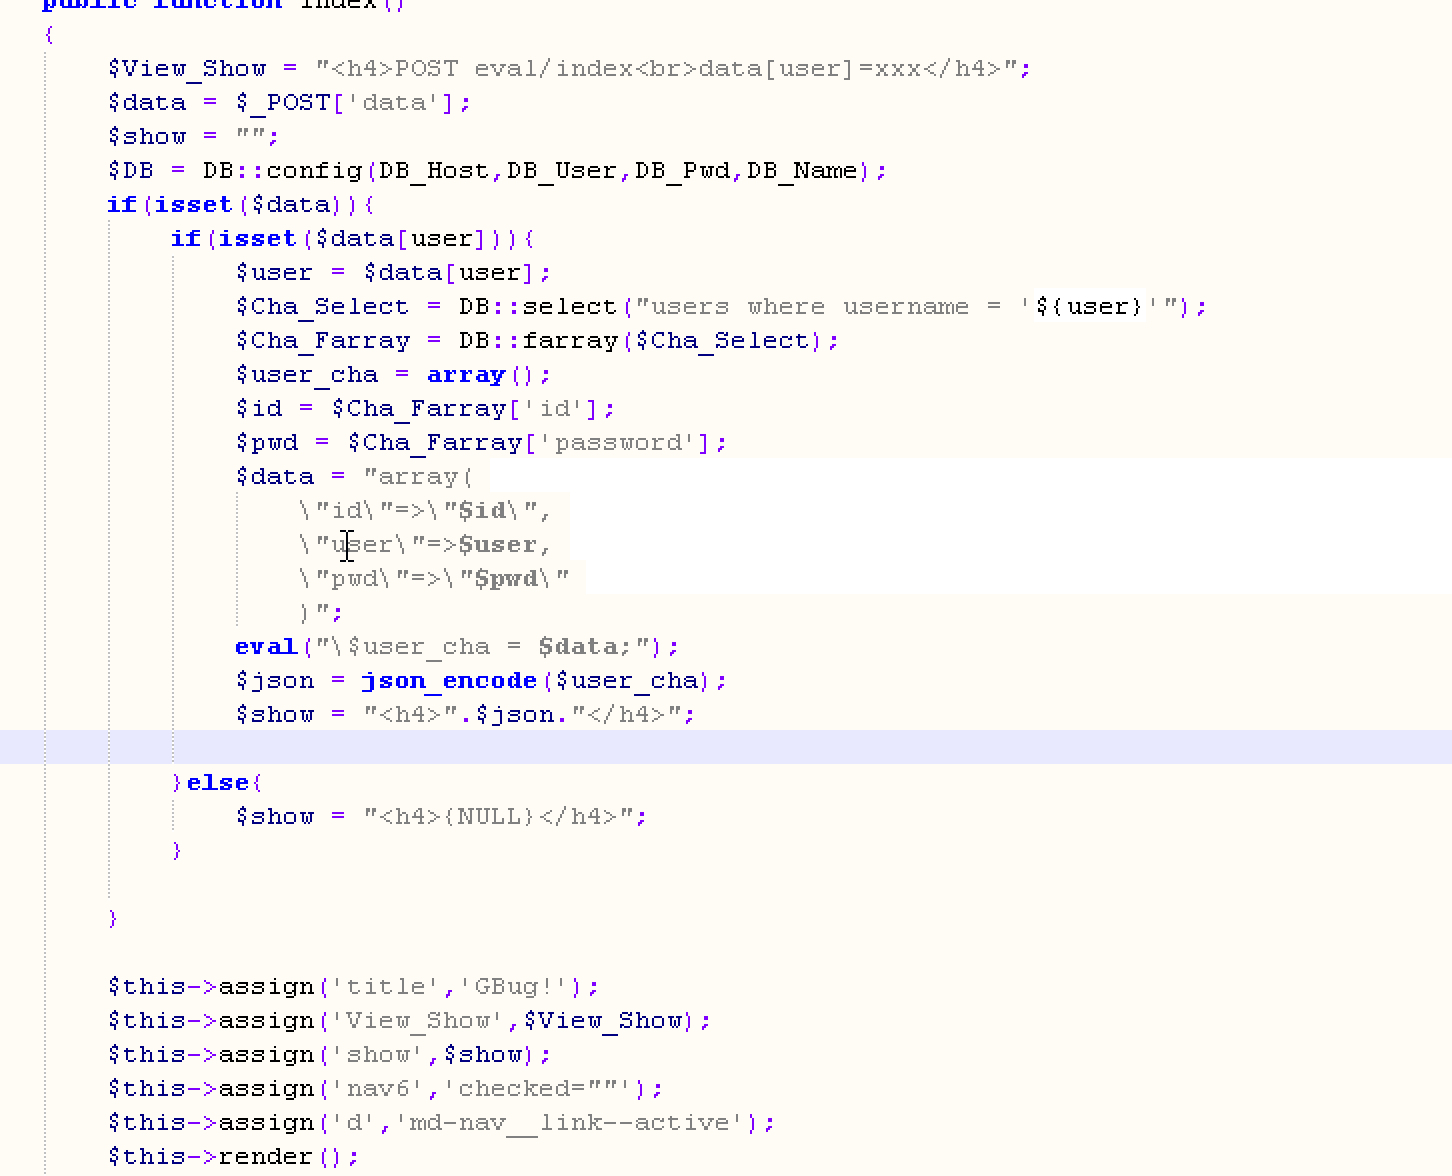 public function index()
{
$View_Show = "<h4>POST eval/index<br>data[user]=xxx</h4>";
$data = $_POST['data'];
$show = "";
$DB = DB::config(DB_Host,DB_User,DB_Pwd,DB_Name);
if(isset($data)){
if(isset($data[user])){
$user = $data[user];
$Cha_Select = DB::select("users where username = '${user}'");
$Cha_Farray = DB::farray($Cha_Select);
$user_cha = array();
$id = $Cha_Farray['id'];
$pwd = $Cha_Farray['password'];
$data = "array(
\"id\"=>\"$id\",
\"user\"=>$user,
\"pwd\"=>\"$pwd\"
)";
eval("\$user_cha = $data;");
$json = json_encode($user_cha);
$show = "<h4>".$json."</h4>";
}else{
$show = "<h4>{NULL}</h4>";
}
}
$this->assign('title','GBug!');
$this->assign('View_Show',$View_Show);
$this->assign('show',$show);
$this->assign('nav6','checked=""');
$this->assign('d','md-nav__link--active');
$this->render();